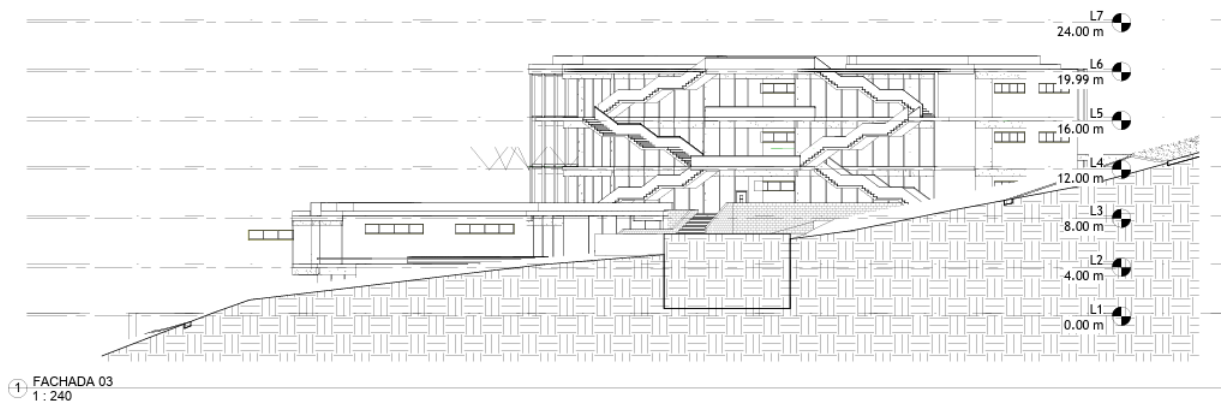 L7
24.00 m
L6
19.99 m
L5
16.00 m
L4
12.00 m
L3
8.00 m
L2
4.00 m
L1
0.00 m
1 FACHADA 03
1 : 240